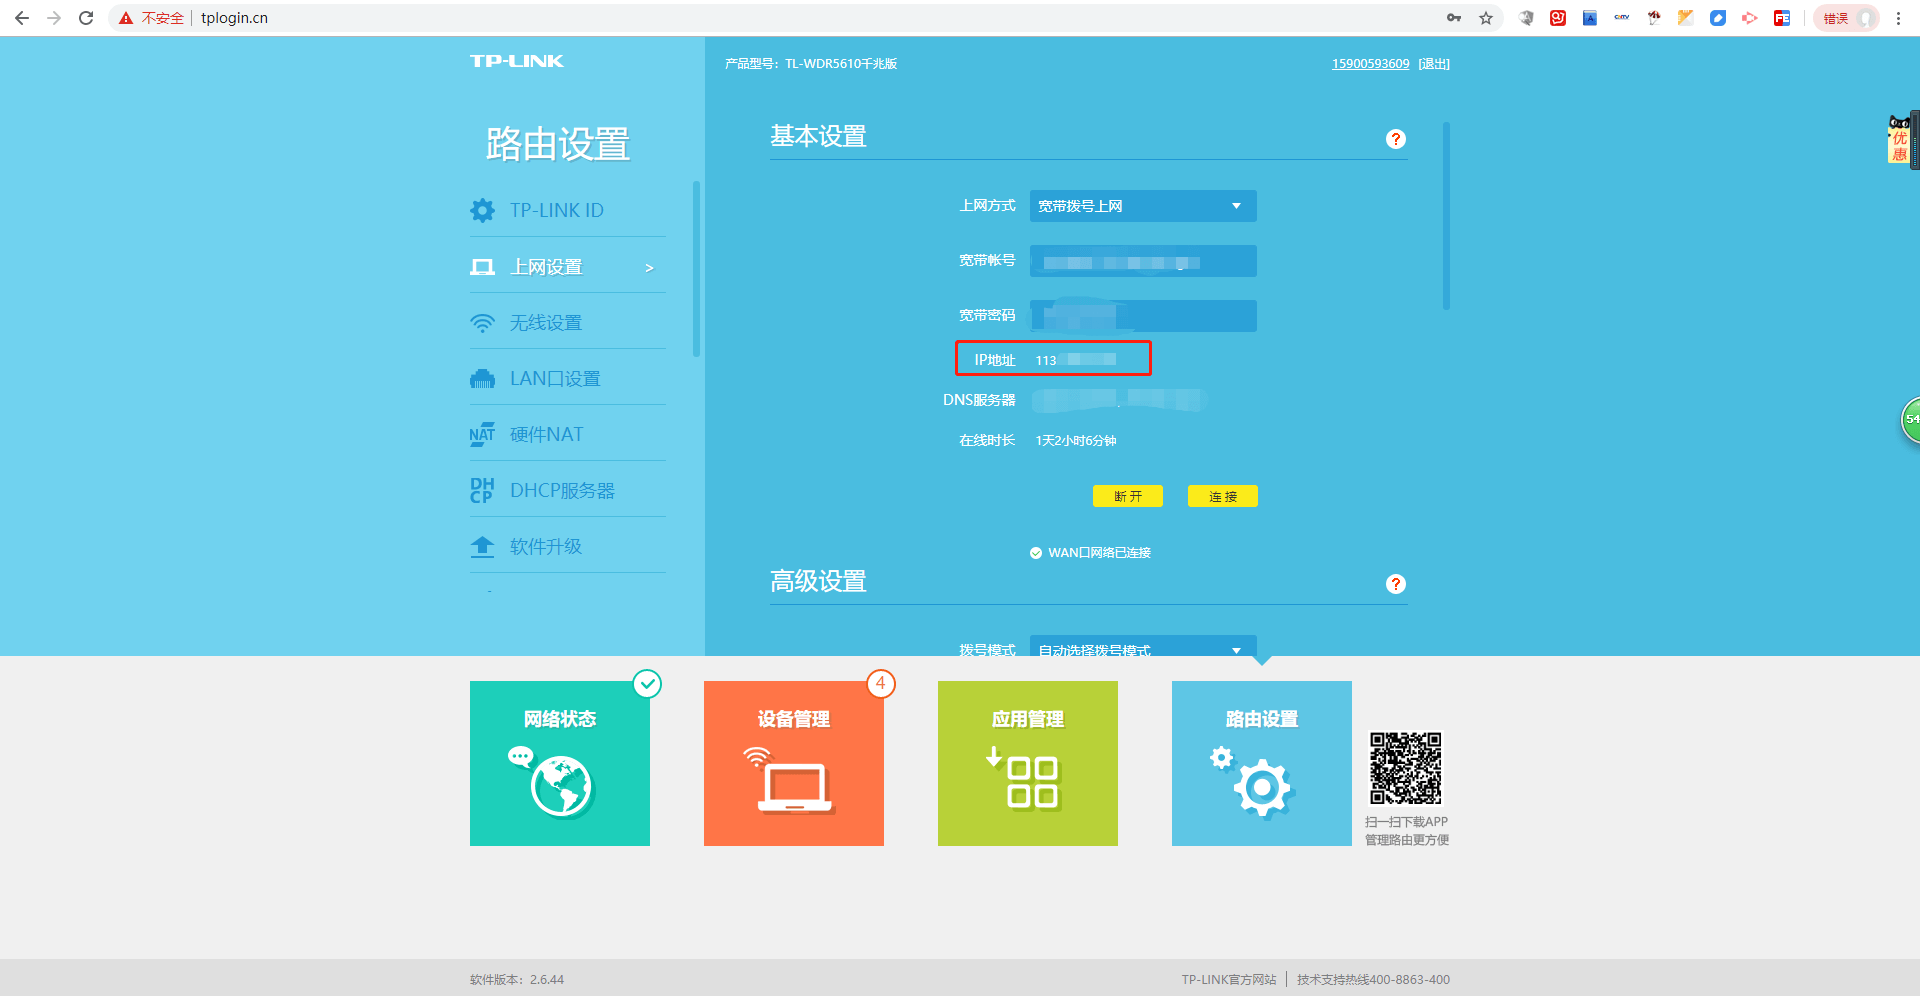 不安全 | tplogin.cn
错误
TP-LINK
产品型号：TL-WDR5610千兆版
15900593609 [退出]
路由设置
TP-LINK ID
上网设置 >
无线设置
LAN口设置
NAT 硬件NAT
DHCP DHCP服务器
软件升级
基本设置 ?
上网方式 宽带拨号上网
宽带帐号
宽带密码
IP地址 113
DNS服务器
在线时长 1天2小时6分钟
断开 连接
WAN口网络已连接
高级设置 ?
拨号模式 自动选择拨号模式
优惠
54
网络状态
设备管理 4
应用管理
路由设置
扫一扫下载APP
管理路由更方便
软件版本：2.6.44
TP-LINK官方网站 | 技术支持热线400-8863-400